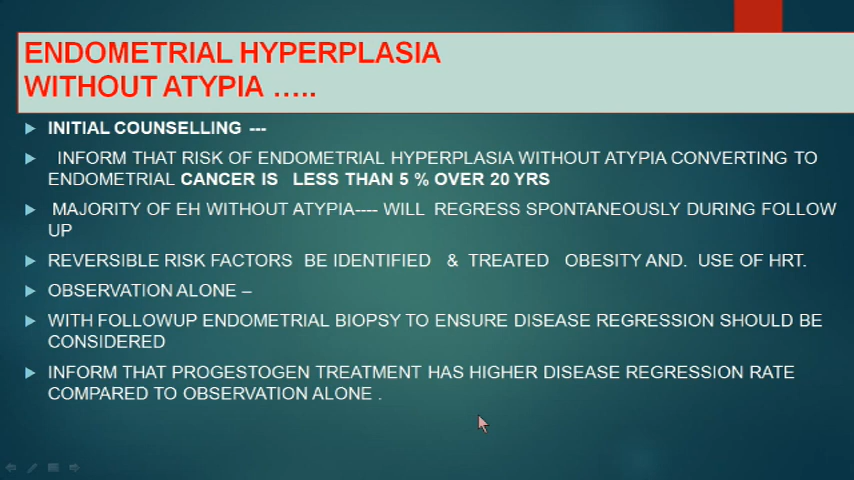 ENDOMETRIAL HYPERPLASIA
WITHOUT ATYPIA …..
INITIAL COUNSELLING ---
INFORM THAT RISK OF ENDOMETRIAL HYPERPLASIA WITHOUT ATYPIA CONVERTING TO
ENDOMETRIAL CANCER IS LESS THAN 5 % OVER 20 YRS
MAJORITY OF EH WITHOUT ATYPIA---- WILL REGRESS SPONTANEOUSLY DURING FOLLOW
UP
REVERSIBLE RISK FACTORS BE IDENTIFIED & TREATED OBESITY AND. USE OF HRT.
OBSERVATION ALONE –
WITH FOLLOWUP ENDOMETRIAL BIOPSY TO ENSURE DISEASE REGRESSION SHOULD BE
CONSIDERED
INFORM THAT PROGESTOGEN TREATMENT HAS HIGHER DISEASE REGRESSION RATE
COMPARED TO OBSERVATION ALONE .